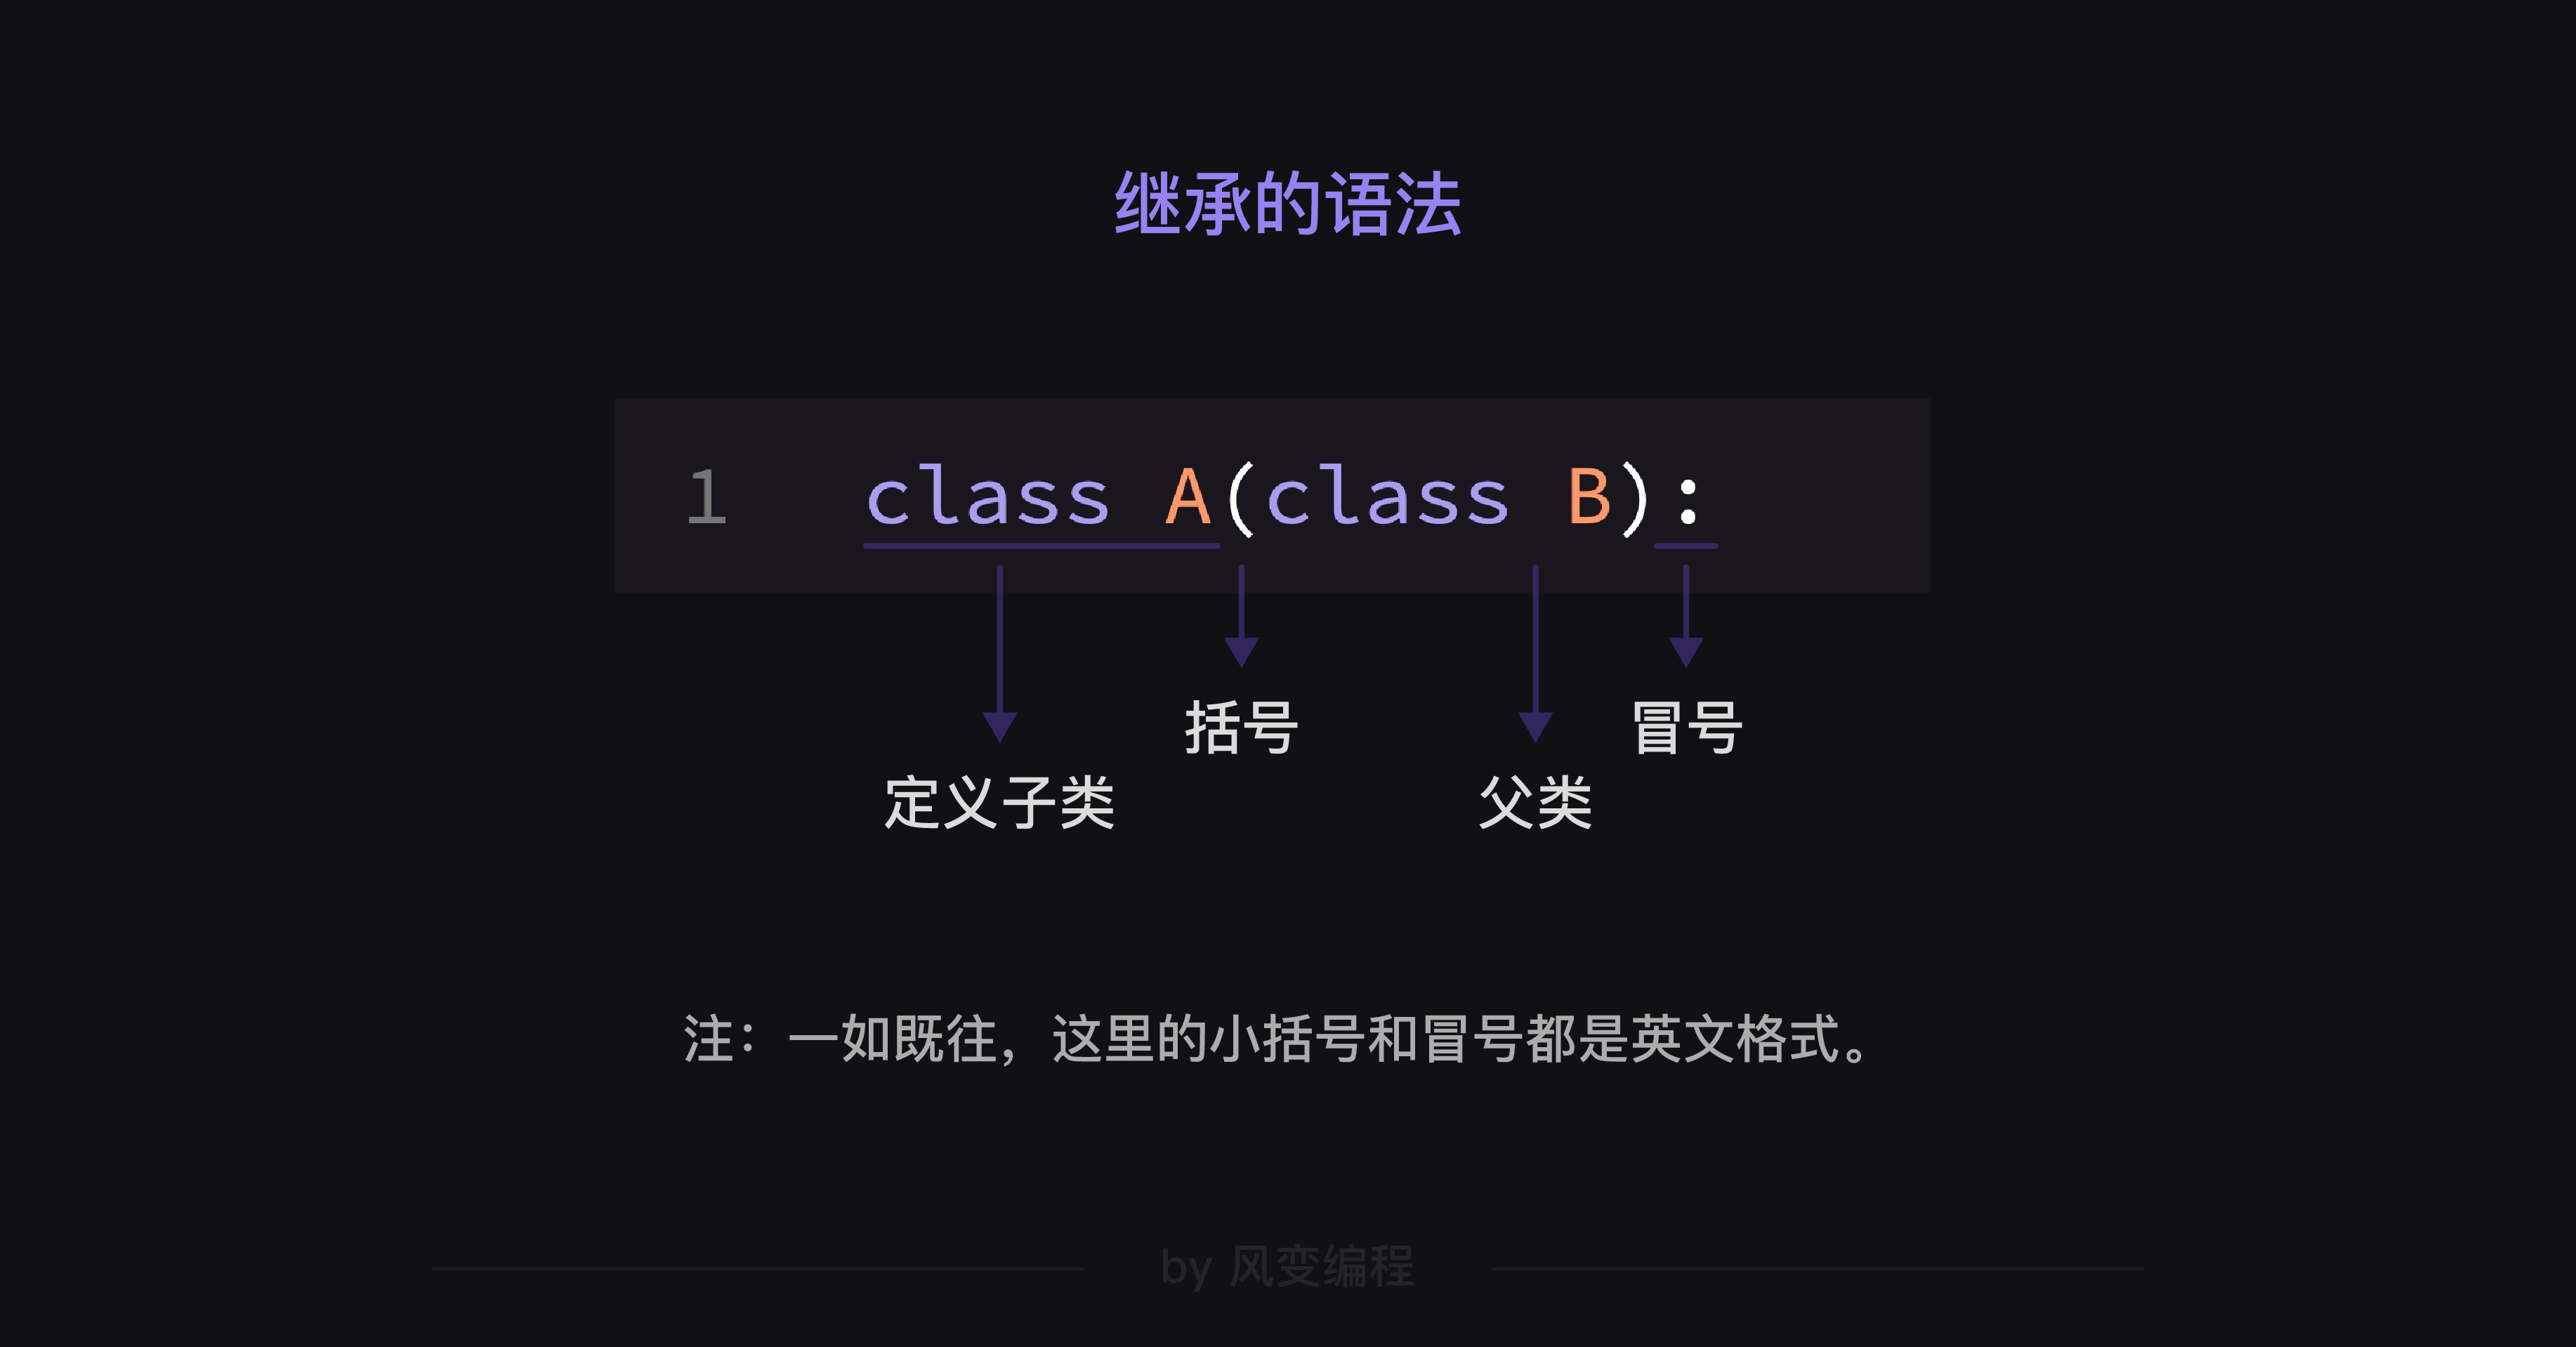 继承的语法
1 class A(class B):
括号 冒号
定义子类 父类
注：一如既往，这里的小括号和冒号都是英文格式。
by 风变编程